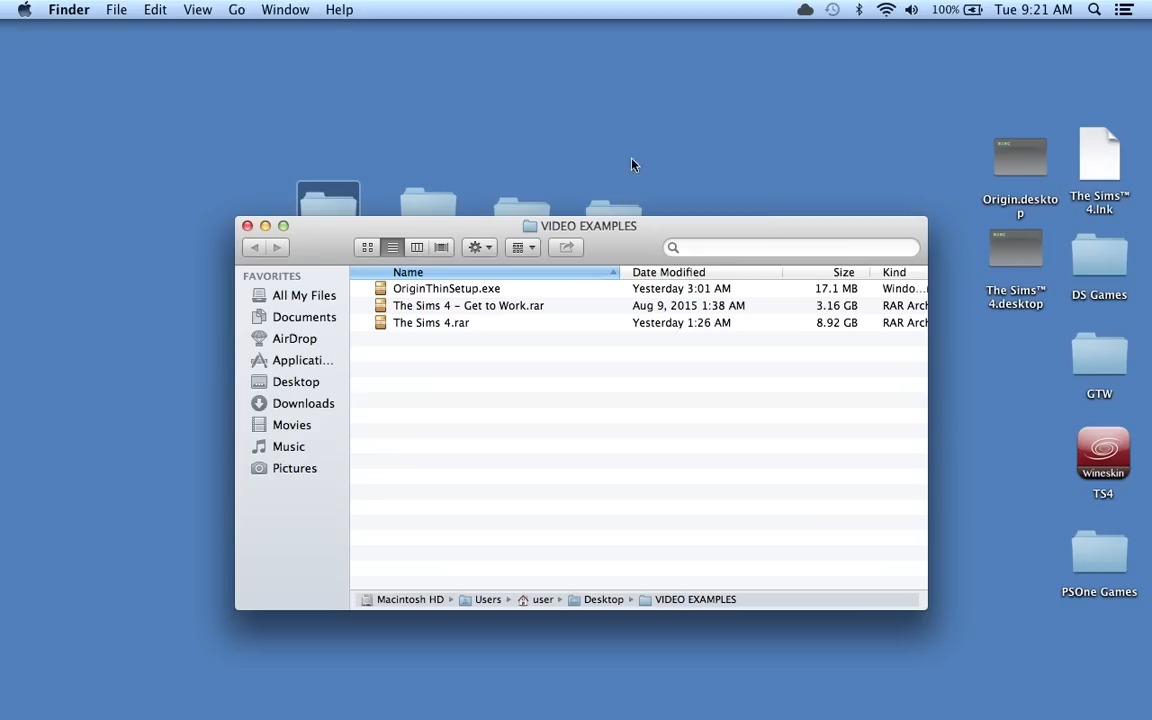 Finder File Edit View Go Window Help 100% Tue 9:21 AM
Origin.deskto
p
The Sims™
4.lnk
The Sims™
4.desktop
DS Games
GTW
Wineskin
TS4
PSOne Games
VIDEO EXAMPLES
Name Date Modified Size Kind
OriginThinSetup.exe Yesterday 3:01 AM 17.1 MB Windo...
The Sims 4 - Get to Work.rar Aug 9, 2015 1:38 AM 3.16 GB RAR Arch
The Sims 4.rar Yesterday 1:26 AM 8.92 GB RAR Arch
FAVORITES
All My Files
Documents
AirDrop
Applicati...
Desktop
Downloads
Movies
Music
Pictures
Macintosh HD Users user Desktop VIDEO EXAMPLES